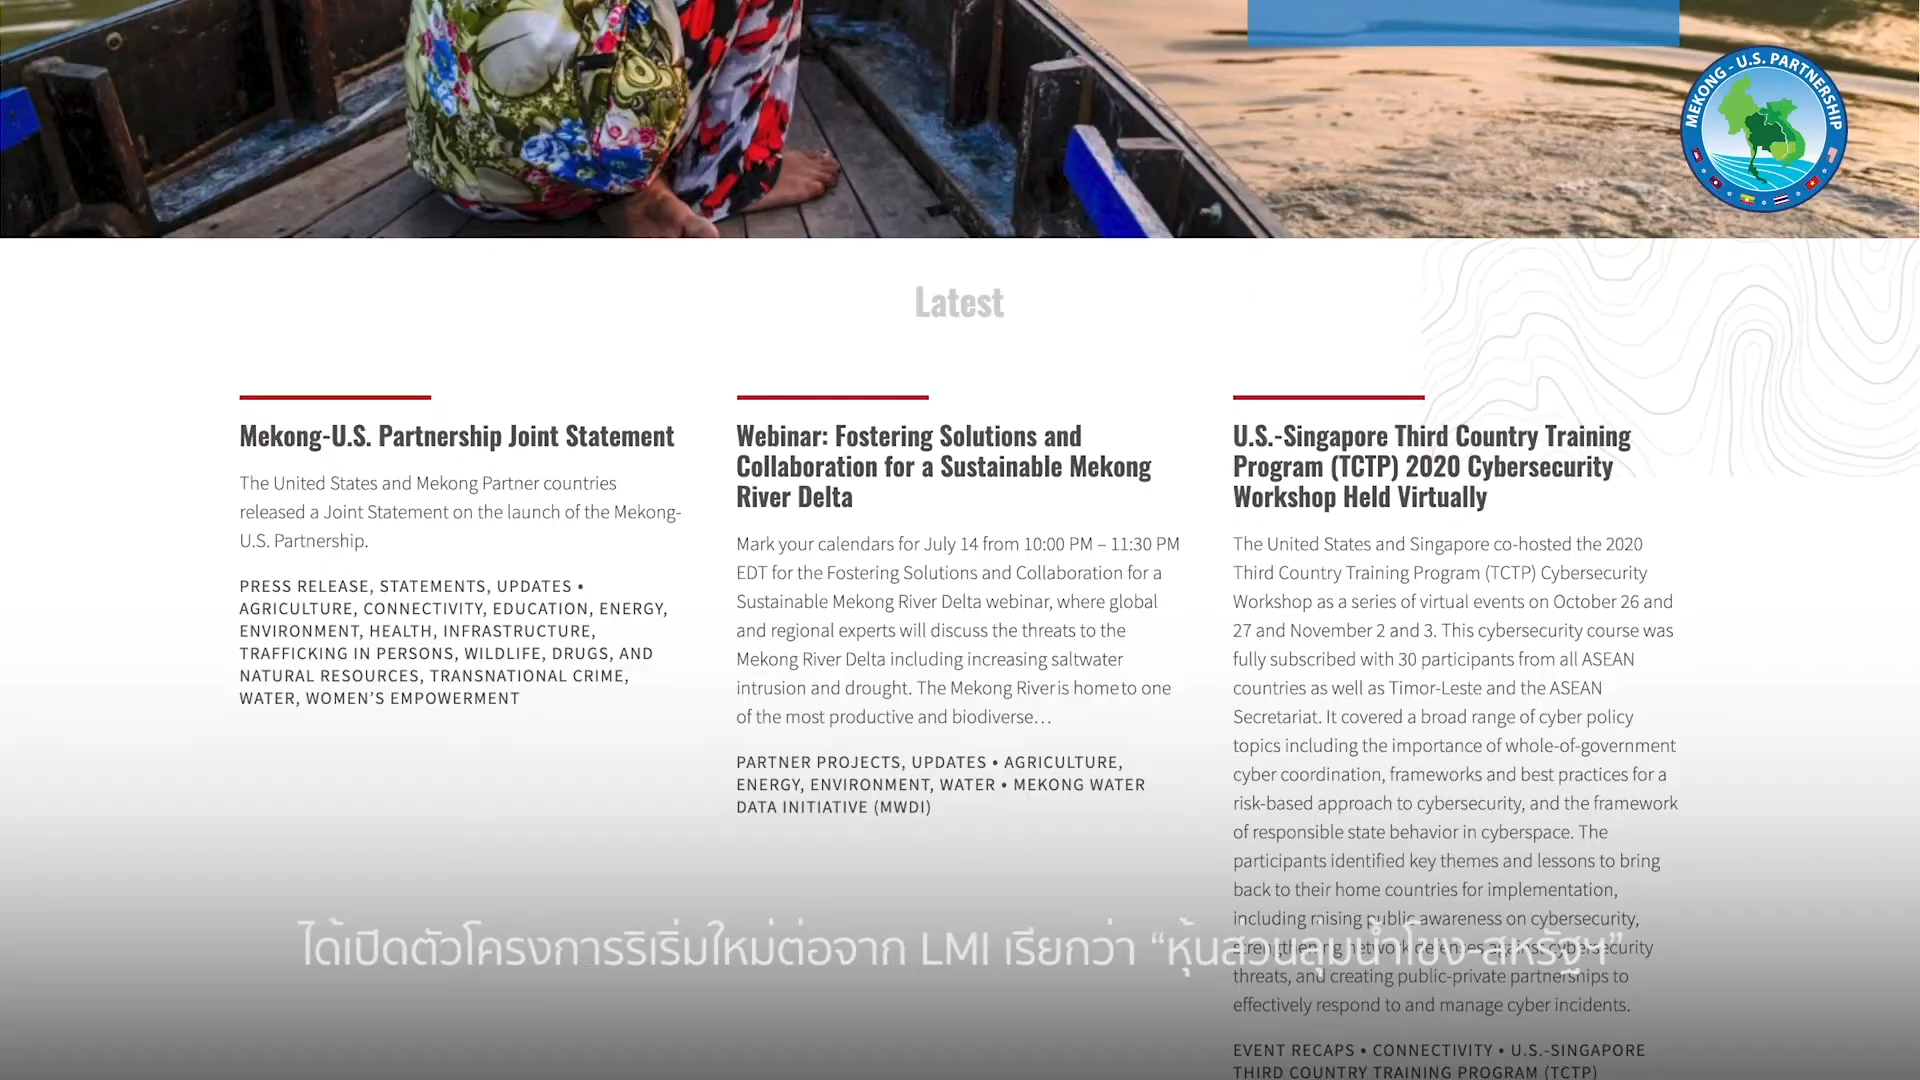 MEKONG - U.S. PARTNERSHIP
Latest
Mekong-U.S. Partnership Joint Statement
The United States and Mekong Partner countries
released a Joint Statement on the launch of the Mekong-
U.S. Partnership.
PRESS RELEASE, STATEMENTS, UPDATES •
AGRICULTURE, CONNECTIVITY, EDUCATION, ENERGY,
ENVIRONMENT, HEALTH, INFRASTRUCTURE,
TRAFFICKING IN PERSONS, WILDLIFE, DRUGS, AND
NATURAL RESOURCES, TRANSNATIONAL CRIME,
WATER, WOMEN’S EMPOWERMENT
Webinar: Fostering Solutions and
Collaboration for a Sustainable Mekong
River Delta
Mark your calendars for July 14 from 10:00 PM – 11:30 PM
EDT for the Fostering Solutions and Collaboration for a
Sustainable Mekong River Delta webinar, where global
and regional experts will discuss the threats to the
Mekong River Delta including increasing saltwater
intrusion and drought. The Mekong River is home to one
of the most productive and biodiverse…
PARTNER PROJECTS, UPDATES • AGRICULTURE,
ENERGY, ENVIRONMENT, WATER • MEKONG WATER
DATA INITIATIVE (MWDI)
U.S.-Singapore Third Country Training
Program (TCTP) 2020 Cybersecurity
Workshop Held Virtually
The United States and Singapore co-hosted the 2020
Third Country Training Program (TCTP) Cybersecurity
Workshop as a series of virtual events on October 26 and
27 and November 2 and 3. This cybersecurity course was
fully subscribed with 30 participants from all ASEAN
countries as well as Timor-Leste and the ASEAN
Secretariat. It covered a broad range of cyber policy
topics including the importance of whole-of-government
cyber coordination, frameworks and best practices for a
risk-based approach to cybersecurity, and the framework
of responsible state behavior in cyberspace. The
participants identified key themes and lessons to bring
back to their home countries for implementation,
including raising public awareness on cybersecurity,
strengthening network defenses against cybersecurity
threats, and creating public-private partnerships to
effectively respond to and manage cyber incidents.
EVENT RECAPS • CONNECTIVITY • U.S.-SINGAPORE
THIRD COUNTRY TRAINING PROGRAM (TCTP)
ได้เปิดตัวโครงการริเริ่มใหม่ต่อจาก LMI เรียกว่า “หุ้นส่วนลุ่มน้ำโขง-สหรัฐฯ”